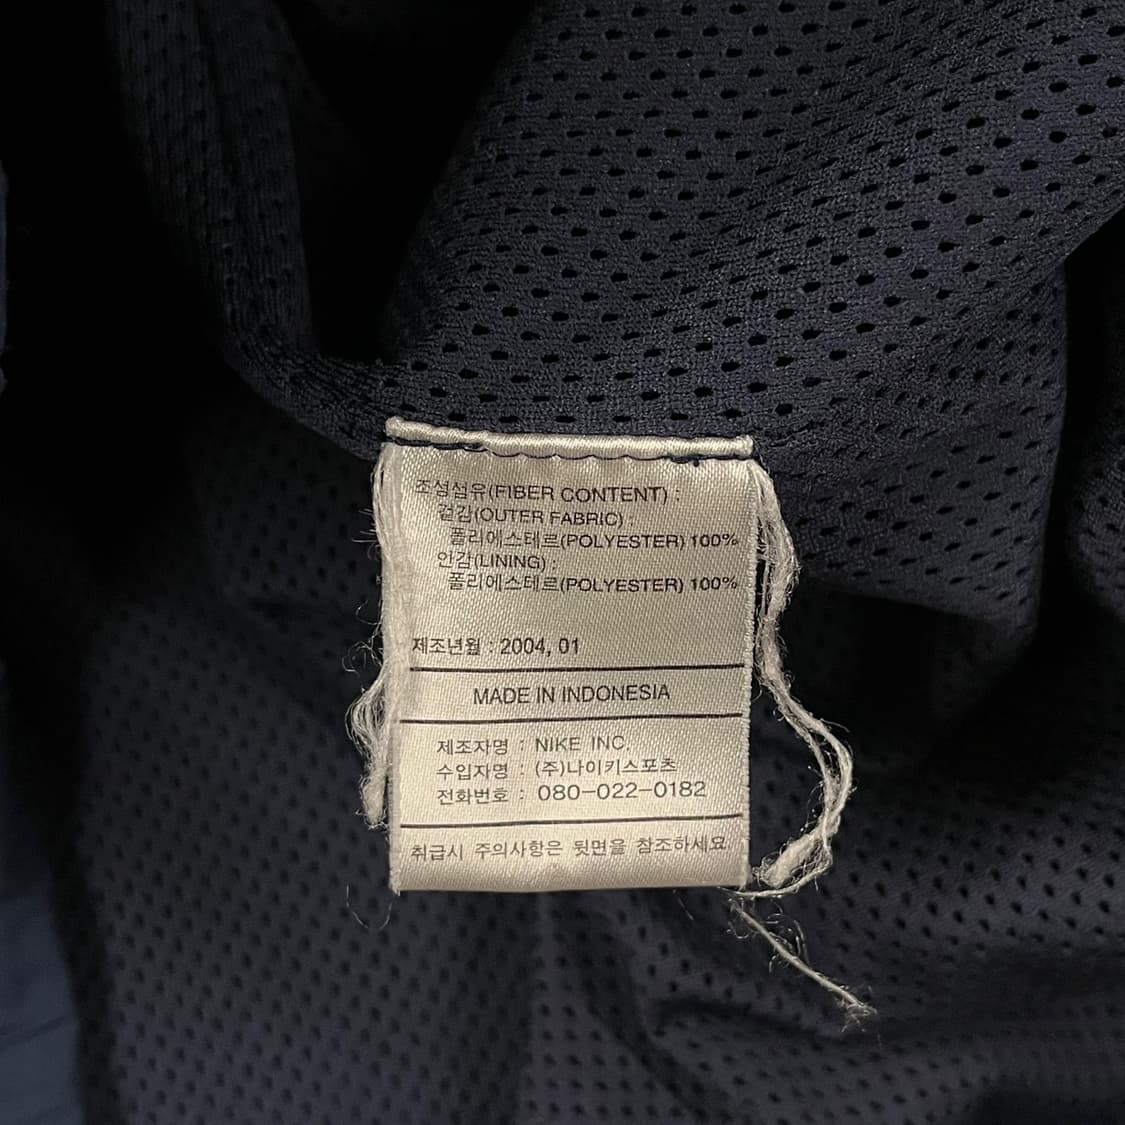 조성섬유(FIBER CONTENT) :
겉감(OUTER FABRIC) :
폴리에스테르(POLYESTER) 100%
안감(LINING) :
폴리에스테르(POLYESTER) 100%
제조년월 : 2004, 01
MADE IN INDONESIA
제조자명 : NIKE INC.
수입자명 : (주)나이키스포츠
전화번호 : 080-022-0182
취급시 주의사항은 뒷면을 참조하세요.